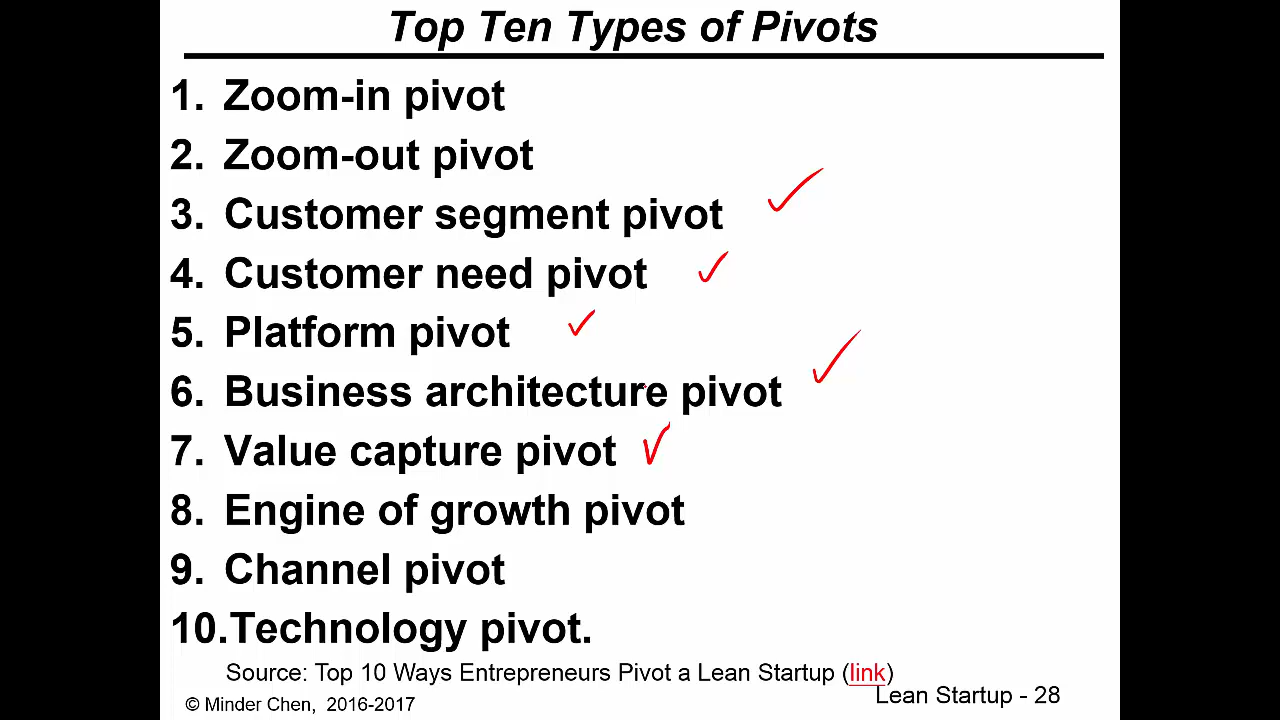 Top Ten Types of Pivots
1. Zoom-in pivot
2. Zoom-out pivot
3. Customer segment pivot
4. Customer need pivot
5. Platform pivot
6. Business architecture pivot
7. Value capture pivot
8. Engine of growth pivot
9. Channel pivot
10.Technology pivot.
Source: Top 10 Ways Entrepreneurs Pivot a Lean Startup (link)
© Minder Chen, 2016-2017
Lean Startup - 28